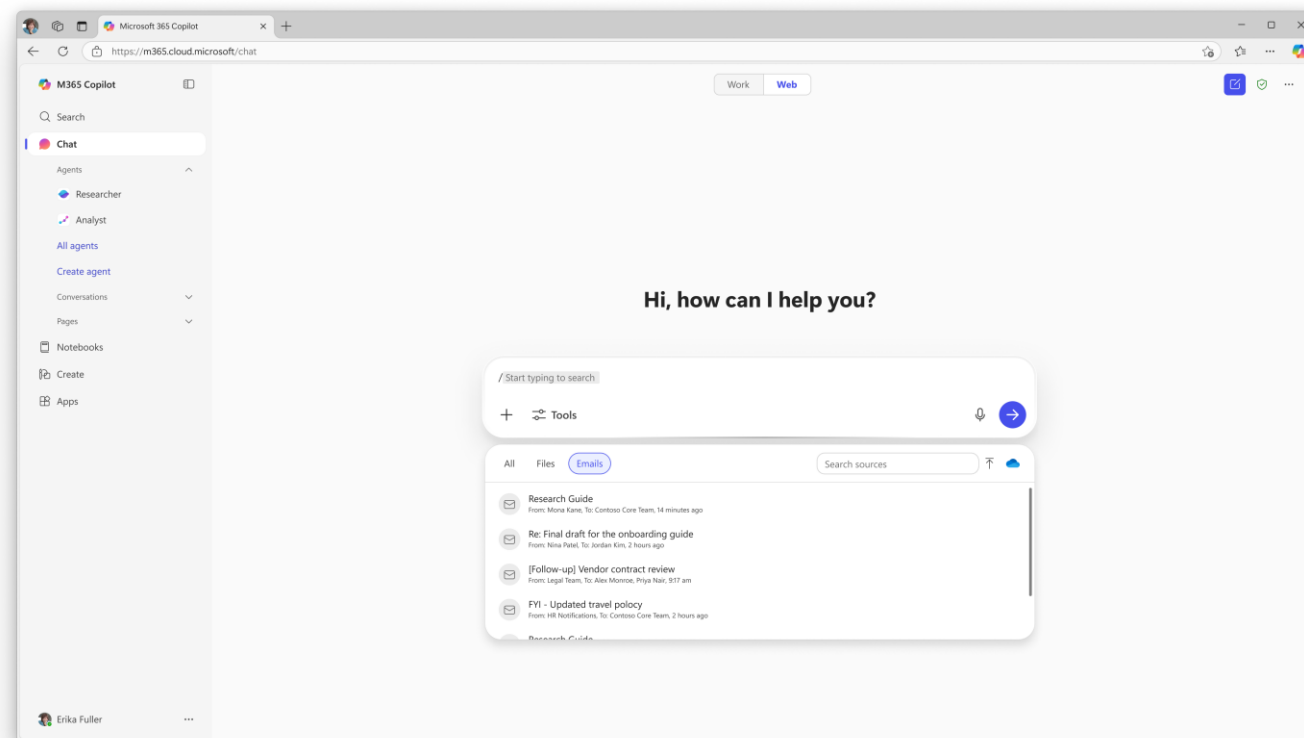 Microsoft 365 Copilot
https://m365.cloud.microsoft/chat
M365 Copilot
Work
Web
Search
Chat
Agents
Researcher
Analyst
All agents
Create agent
Conversations
Pages
Notebooks
Create
Apps
Hi, how can I help you?
/Start typing to search
Tools
All
Files
Emails
Search sources
Research Guide
From: Mona Kane, To: Contoso Core Team, 14 minutes ago
Re: Final draft for the onboarding guide
From: Nina Patel, To: Jordan Kim, 2 hours ago
[Follow-up] Vendor contract review
From: Legal Team, To: Alex Monroe, Priya Nair, 9:17 am
FYI - Updated travel polocy
From: HR Notifications, To: Contoso Core Team, 2 hours ago
Research Guide
Erika Fuller